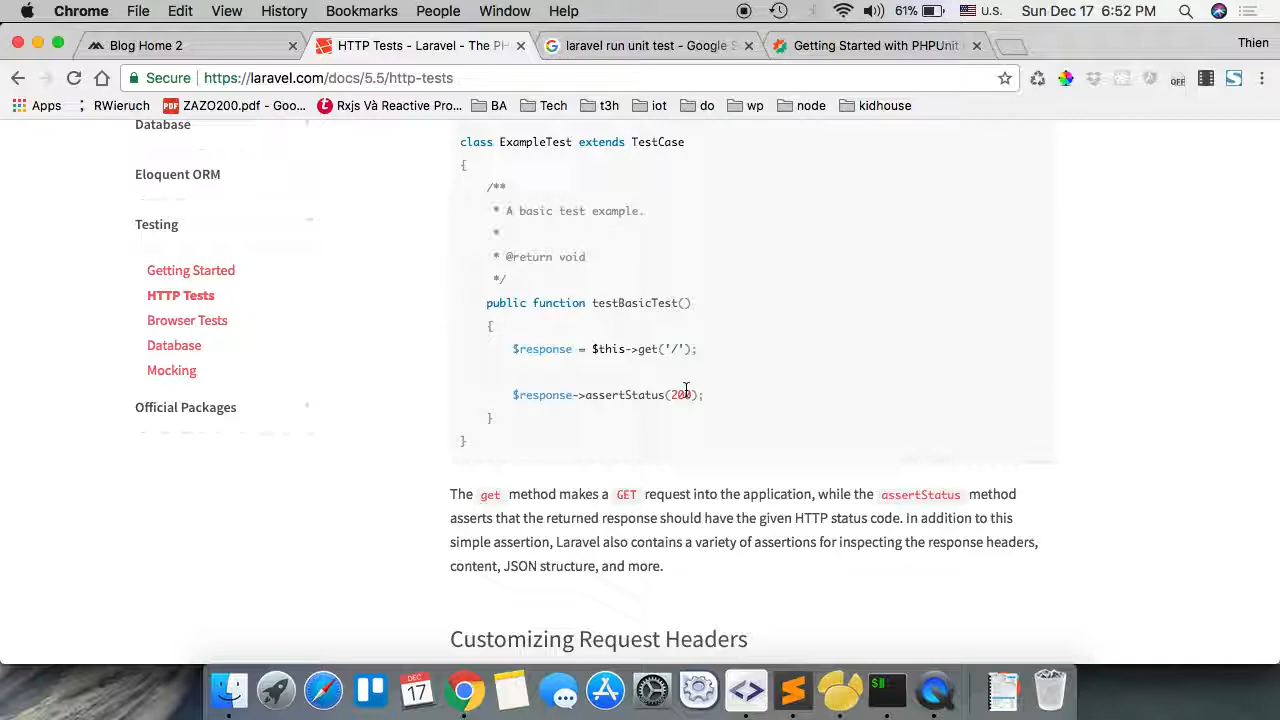 Chrome File Edit View History Bookmarks People Window Help 61% U.S. Sun Dec 17 6:52 PM
Blog Home 2 HTTP Tests - Laravel - The PH laravel run unit test - Google S Getting Started with PHPUnit Thien
Secure https://laravel.com/docs/5.5/http-tests OFF
Apps RWieruch ZAZO200.pdf - Goo... Rxjs Và Reactive Pro... BA Tech t3h iot do wp node kidhouse
Database
Eloquent ORM
Testing
Getting Started
HTTP Tests
Browser Tests
Database
Mocking
Official Packages
class ExampleTest extends TestCase
{
/**
* A basic test example.
*
* @return void
*/
public function testBasicTest()
{
$response = $this->get('/');
$response->assertStatus(200);
}
}
The get method makes a GET request into the application, while the assertStatus method
asserts that the returned response should have the given HTTP status code. In addition to this
simple assertion, Laravel also contains a variety of assertions for inspecting the response headers,
content, JSON structure, and more.
Customizing Request Headers
DEC
17